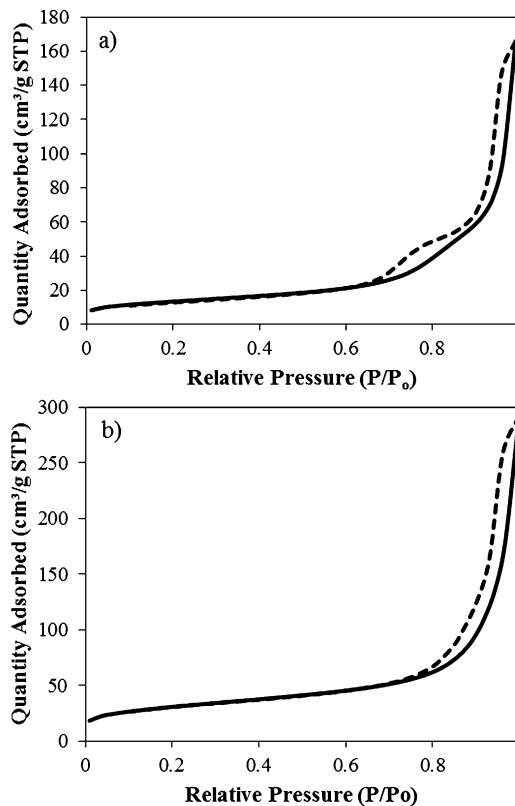 a)
Quantity Adsorbed (cm³/g STP)
180
160
140
120
100
80
60
40
20
0
0 0.2 0.4 0.6 0.8
Relative Pressure (P/Pₒ)
b)
Quantity Adsorbed (cm³/g STP)
300
250
200
150
100
50
0
0 0.2 0.4 0.6 0.8
Relative Pressure (P/Po)